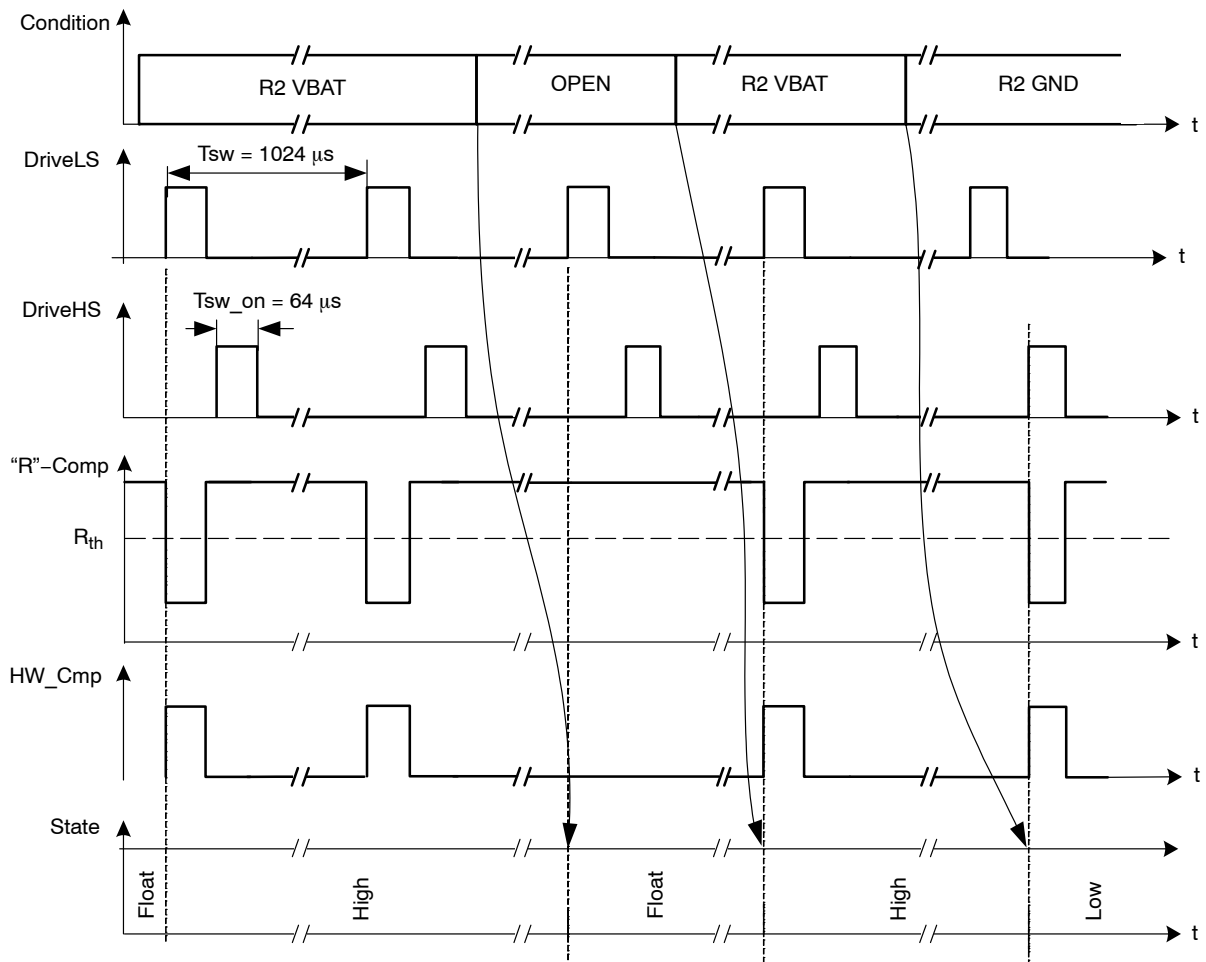 Condition
R2 VBAT
OPEN
R2 VBAT
R2 GND
t
DriveLS
Tsw = 1024 μs
t
DriveHS
Tsw_on = 64 μs
t
“R”−Comp
Rth
t
HW_Cmp
t
State
Float
High
Float
High
Low
t